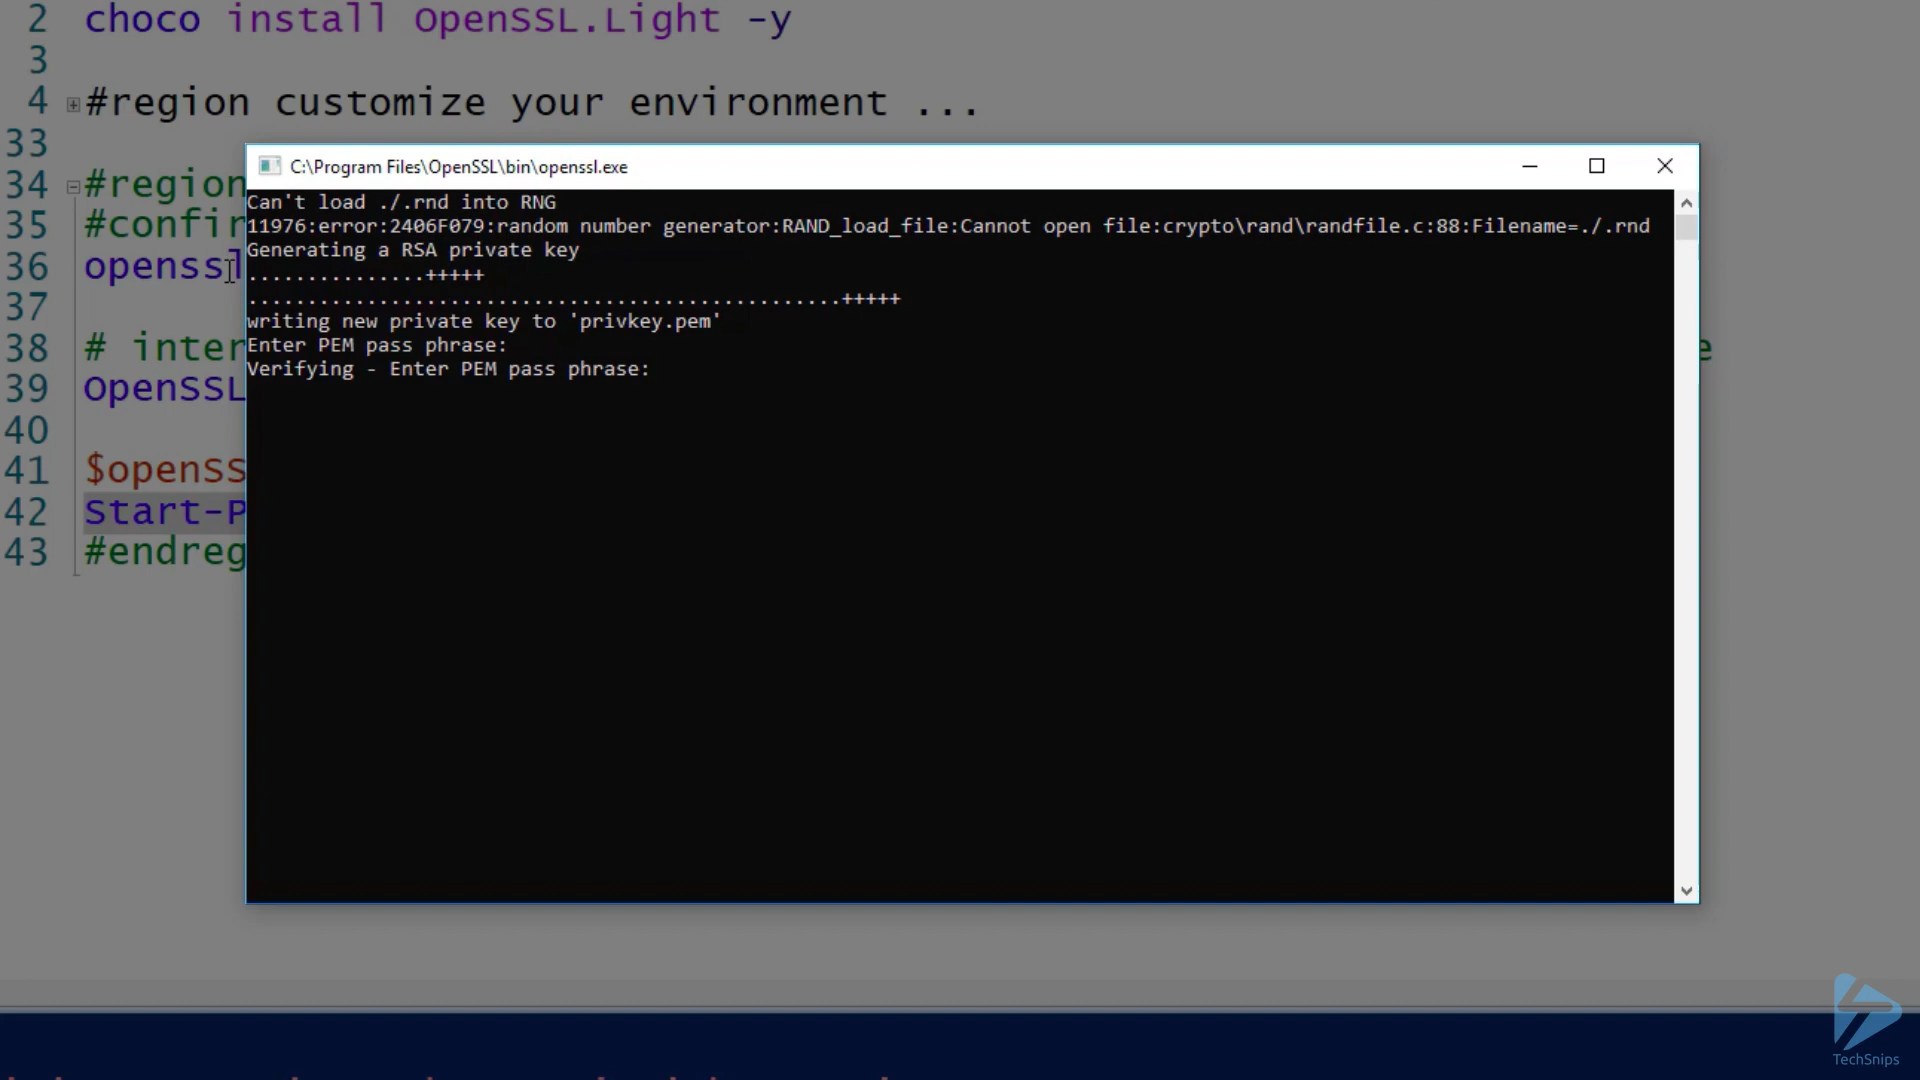 2 choco install OpenSSL.Light -y
3
4 #region customize your environment ...
33
34 #region
35 #confir
36 openssl
37
38 # inter
39 OpenSSL
40
41 $openSS
42 Start-P
43 #endreg
C:\Program Files\OpenSSL\bin\openssl.exe
Can't load ./.rnd into RNG
11976:error:2406F079:random number generator:RAND_load_file:Cannot open file:crypto\rand\randfile.c:88:Filename=./.rnd
Generating a RSA private key
...............+++++
..................................................+++++
writing new private key to 'privkey.pem'
Enter PEM pass phrase:
Verifying - Enter PEM pass phrase:
e
TechSnips